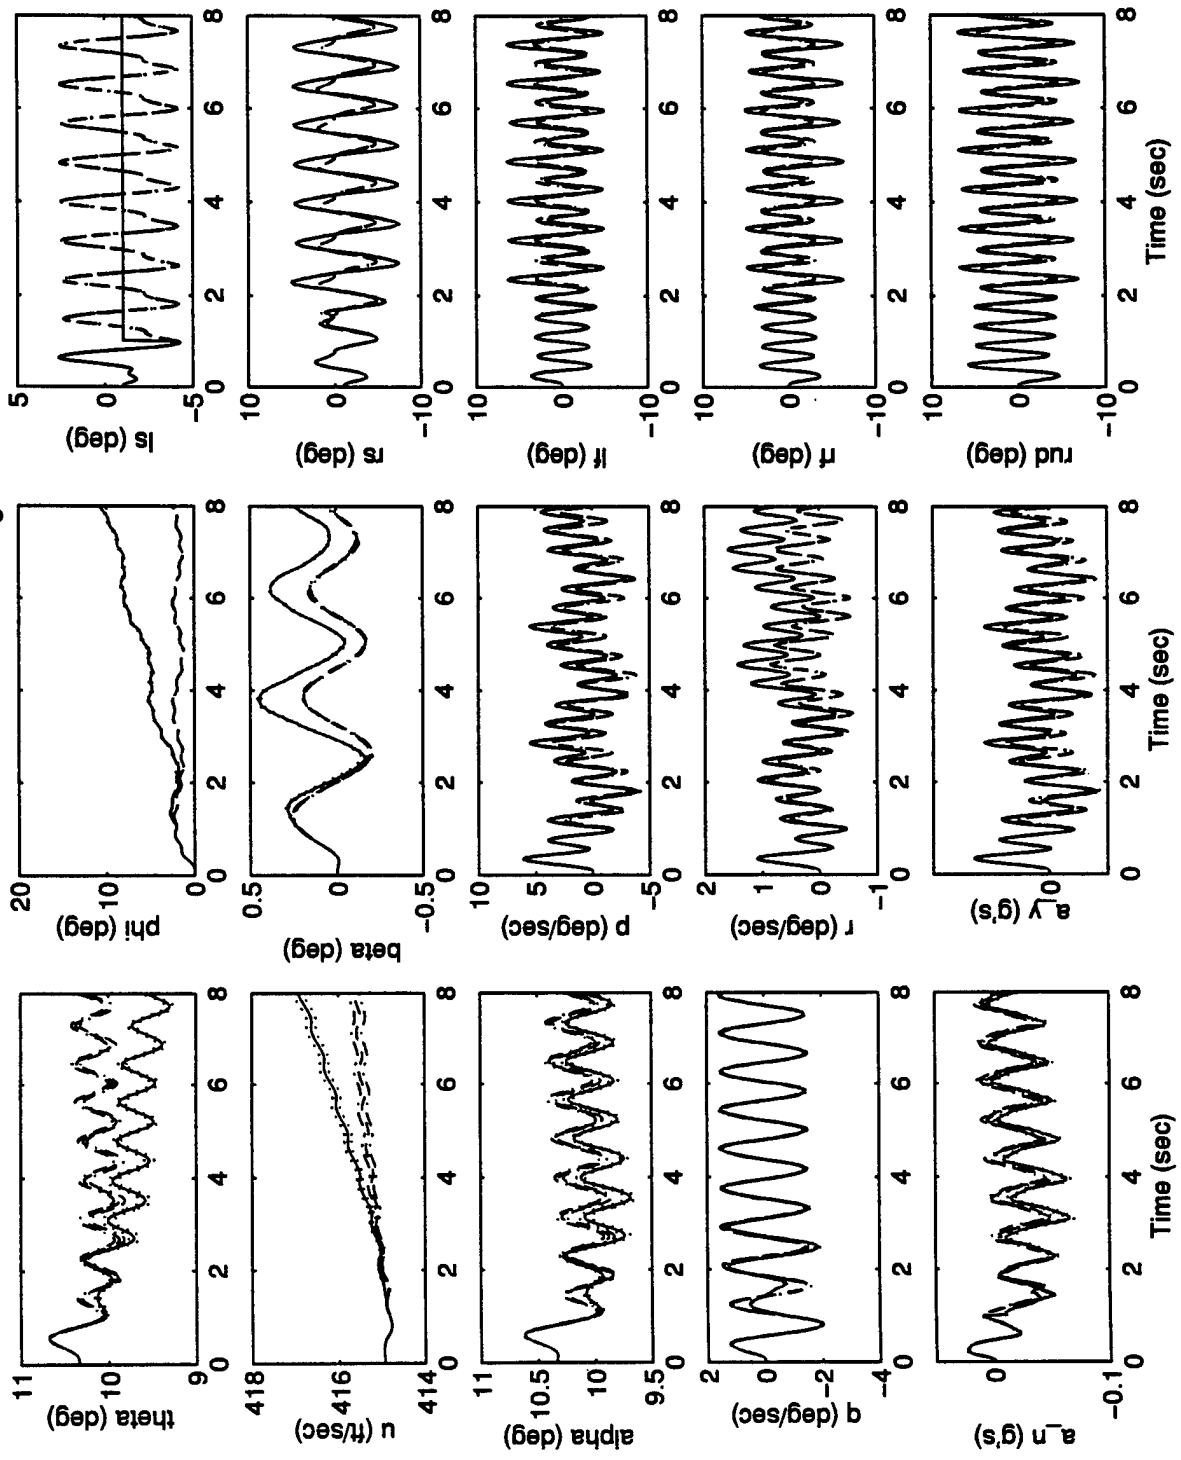 theta (deg)
11
10
9
0 2 4 6 8
phi (deg)
20
10
0
0 2 4 6 8
ls (deg)
5
0
-5
0 2 4 6 8
u (ft/sec)
418
416
414
0 2 4 6 8
beta (deg)
0.5
0
-0.5
0 2 4 6 8
rs (deg)
10
0
-10
0 2 4 6 8
alpha (deg)
11
10.5
10
9.5
0 2 4 6 8
p (deg/sec)
10
5
0
-5
0 2 4 6 8
lf (deg)
10
0
-10
0 2 4 6 8
q (deg/sec)
2
0
-2
-4
0 2 4 6 8
r (deg/sec)
2
1
0
-1
0 2 4 6 8
rf (deg)
10
0
-10
0 2 4 6 8
a_n (g's)
0
-0.1
0 2 4 6 8
Time (sec)
a_y (g's)
0
0 2 4 6 8
Time (sec)
rud (deg)
10
0
-10
0 2 4 6 8
Time (sec)